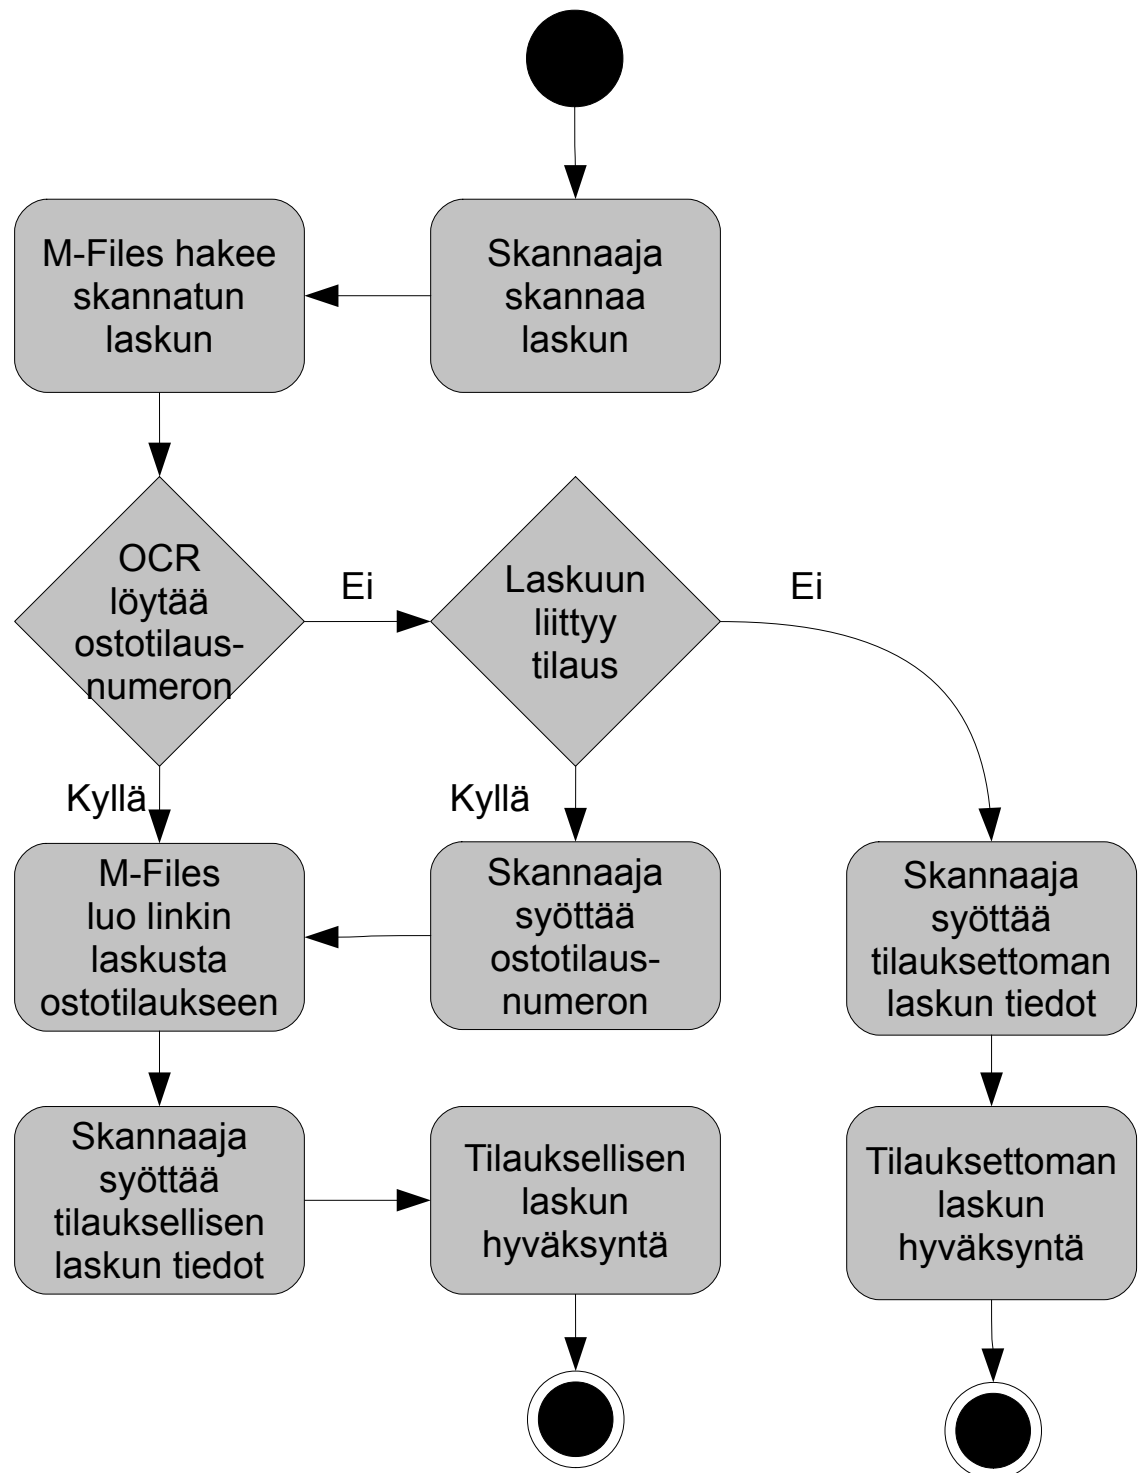 M-Files hakee
skannatun
laskun
Skannaaja
skannaa
laskun
OCR
löytää
ostotilaus-
numeron
Ei
Laskuun
liittyy
tilaus
Ei
Kyllä
Kyllä
M-Files
luo linkin
laskusta
ostotilaukseen
Skannaaja
syöttää
ostotilaus-
numeron
Skannaaja
syöttää
tilauksettoman
laskun tiedot
Skannaaja
syöttää
tilauksellisen
laskun tiedot
Tilauksellisen
laskun
hyväksyntä
Tilauksettoman
laskun
hyväksyntä